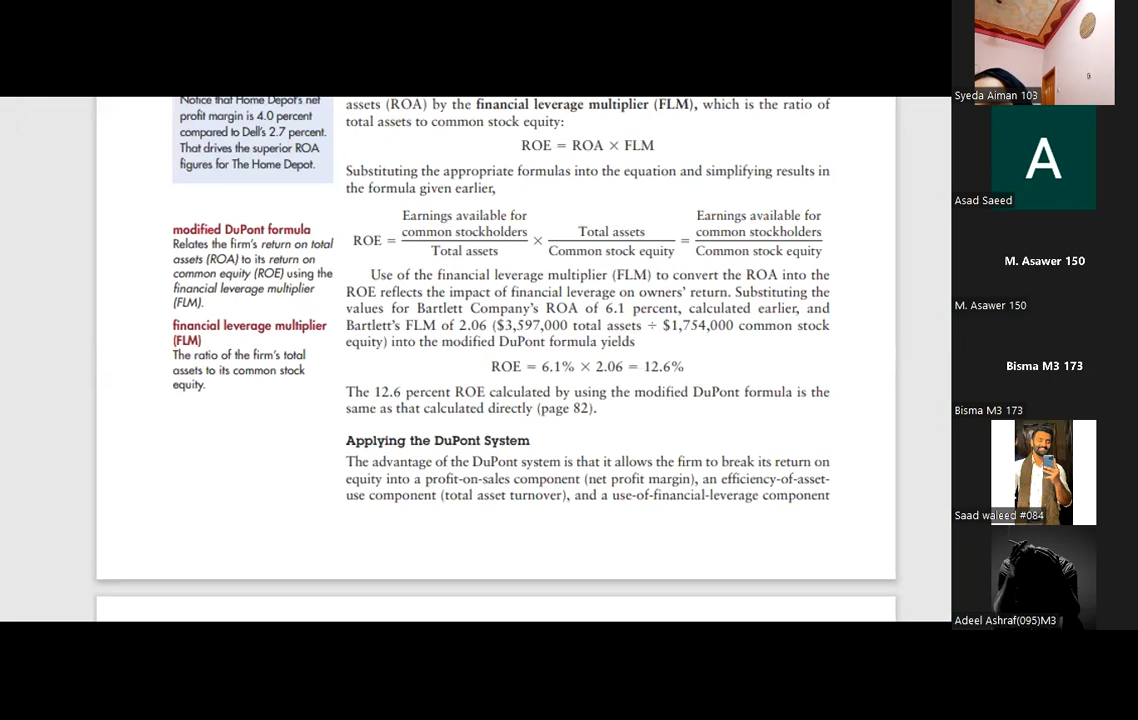 Notice that Home Depot's net
profit margin is 4.0 percent
compared to Dell's 2.7 percent.
That drives the superior ROA
figures for The Home Depot.
modified DuPont formula
Relates the firm's return on total
assets (ROA) to its return on
common equity (ROE) using the
financial leverage multiplier
(FLM).
financial leverage multiplier
(FLM)
The ratio of the firm's total
assets to its common stock
equity.
assets (ROA) by the financial leverage multiplier (FLM), which is the ratio of
total assets to common stock equity:
ROE = ROA × FLM
Substituting the appropriate formulas into the equation and simplifying results in
the formula given earlier,
Earnings available for Earnings available for
common stockholders Total assets common stockholders
ROE = × =
Total assets Common stock equity Common stock equity
Use of the financial leverage multiplier (FLM) to convert the ROA into the
ROE reflects the impact of financial leverage on owners' return. Substituting the
values for Bartlett Company's ROA of 6.1 percent, calculated earlier, and
Bartlett's FLM of 2.06 ($3,597,000 total assets ÷ $1,754,000 common stock
equity) into the modified DuPont formula yields
ROE = 6.1% × 2.06 = 12.6%
The 12.6 percent ROE calculated by using the modified DuPont formula is the
same as that calculated directly (page 82).
Applying the DuPont System
The advantage of the DuPont system is that it allows the firm to break its return on
equity into a profit-on-sales component (net profit margin), an efficiency-of-asset-
use component (total asset turnover), and a use-of-financial-leverage component
Syeda Aiman 103
A
Asad Saeed
M. Asawer 150
M. Asawer 150
Bisma M3 173
Bisma M3 173
Saad waleed #084
Adeel Ashraf(095)M3